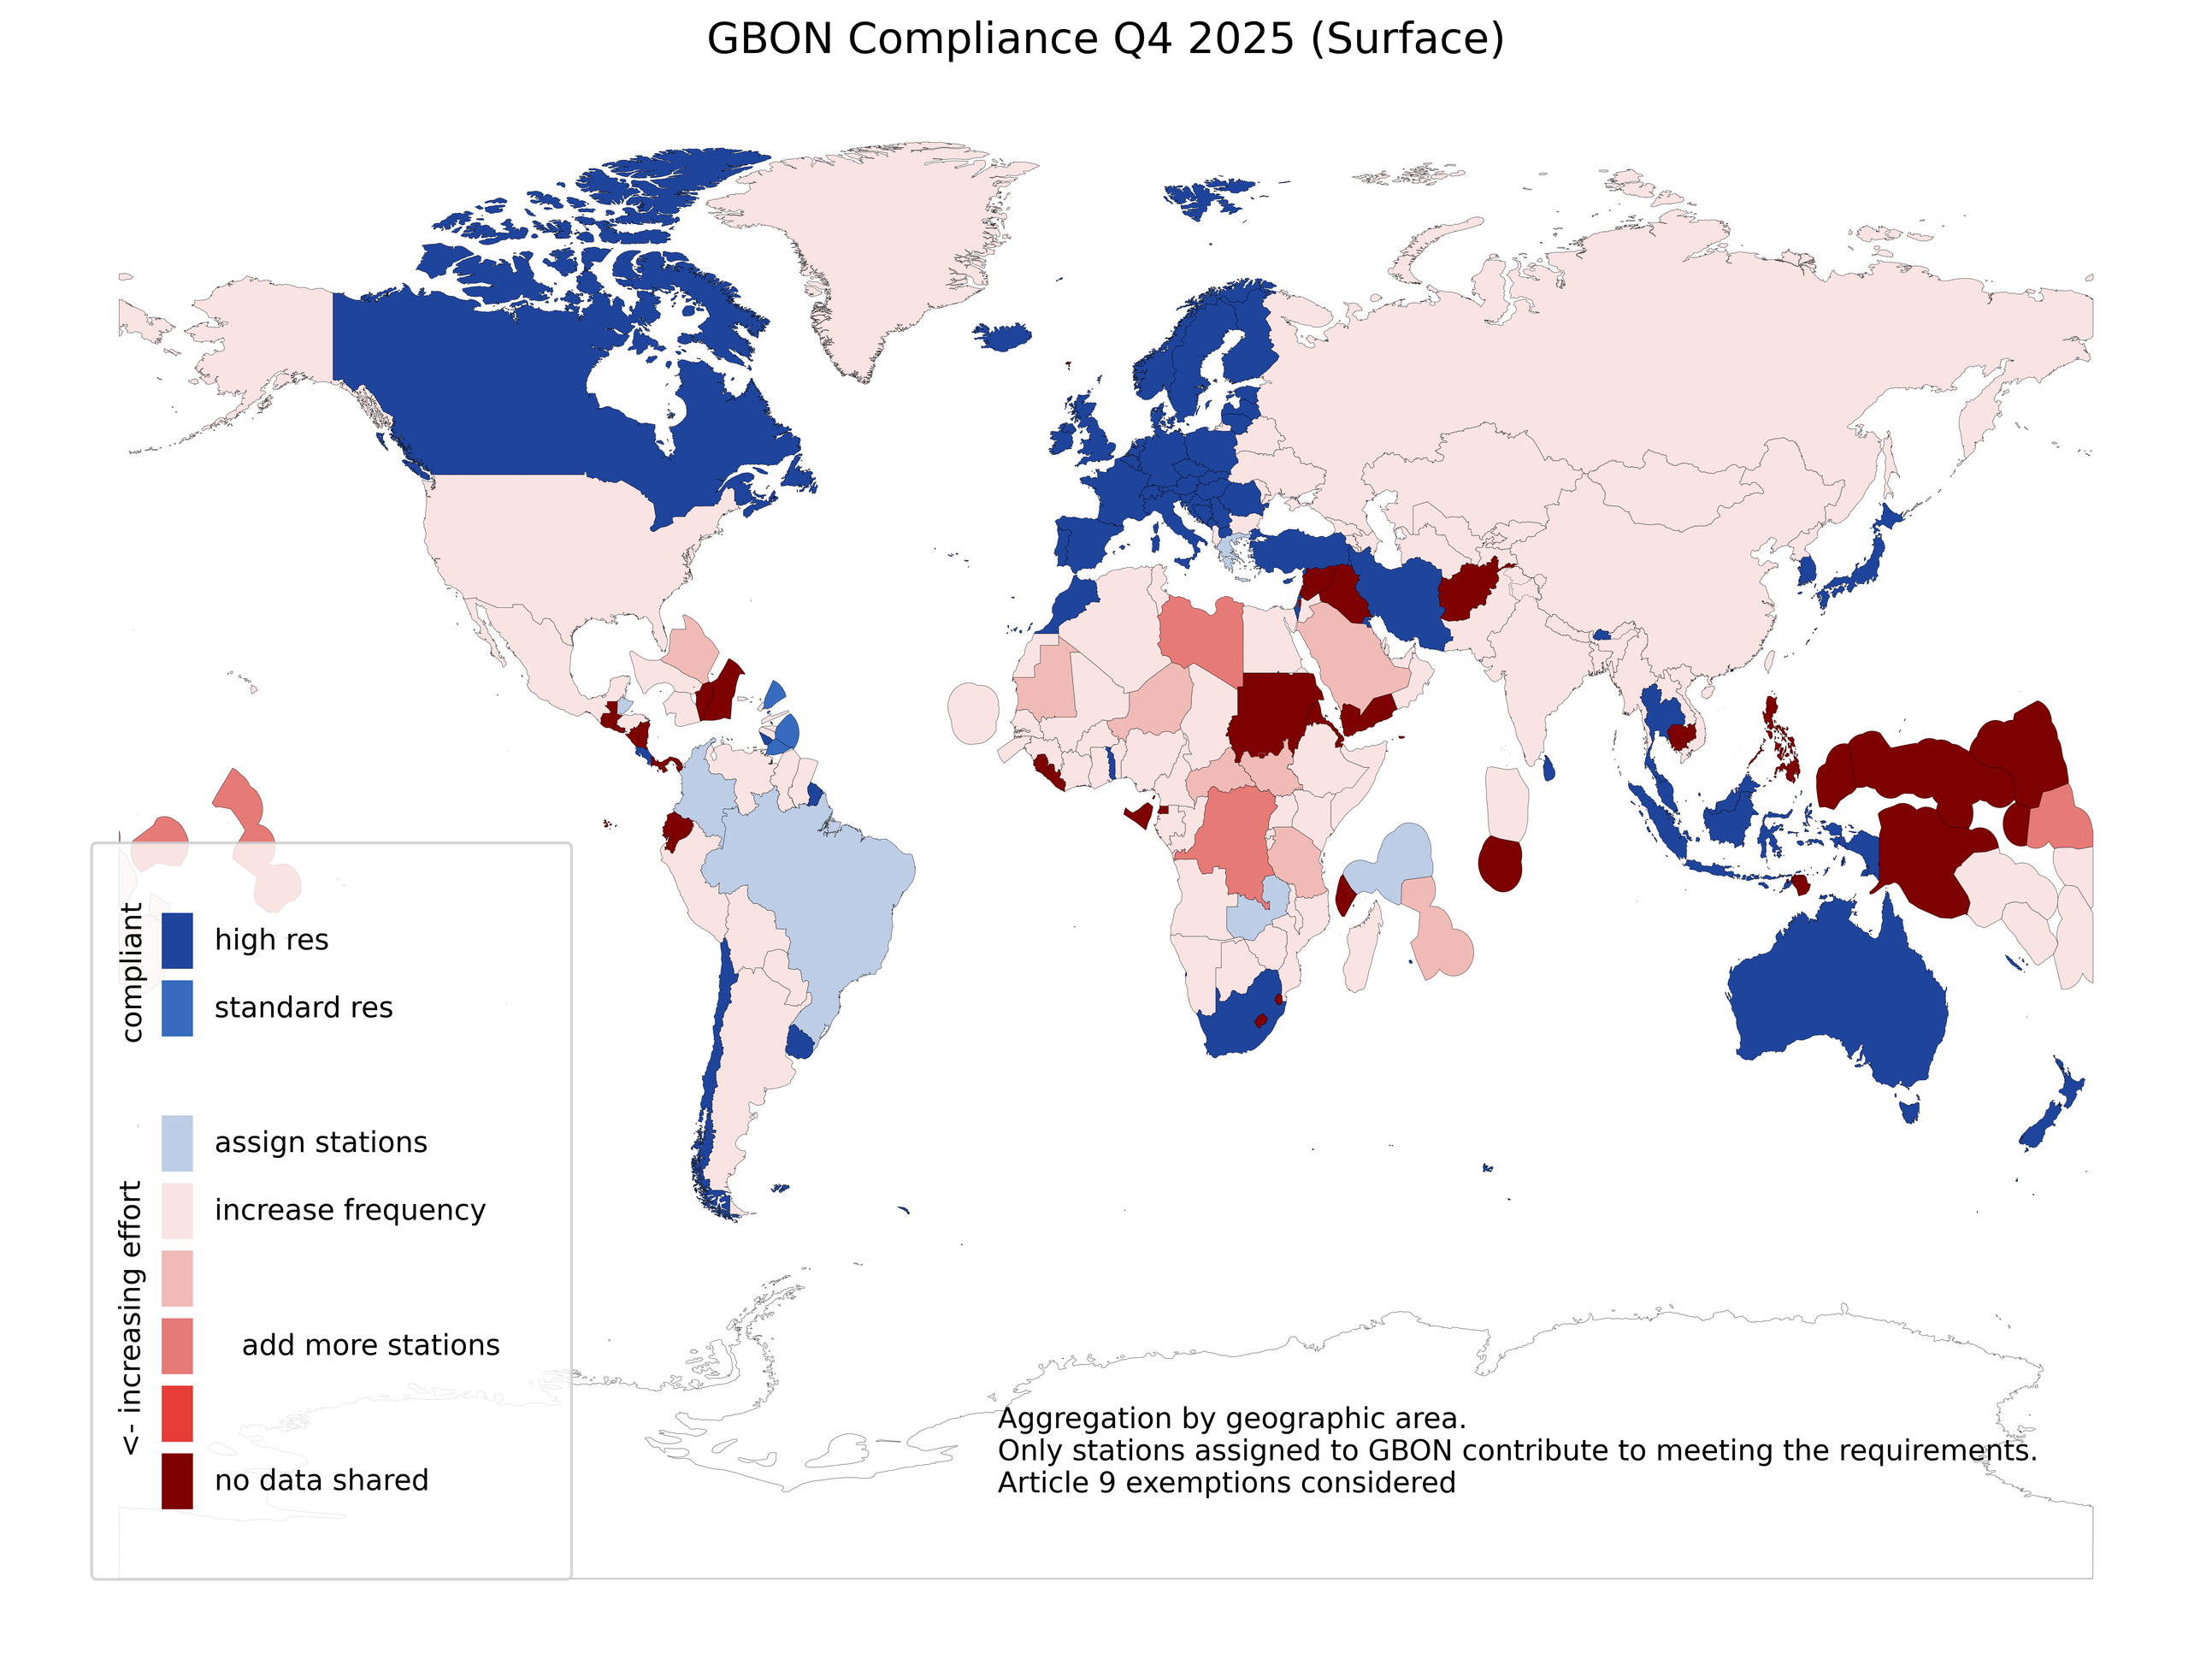 GBON Compliance Q4 2025 (Surface)
compliant
high res
standard res
<- increasing effort
assign stations
increase frequency
add more stations
no data shared
Aggregation by geographic area.
Only stations assigned to GBON contribute to meeting the requirements.
Article 9 exemptions considered